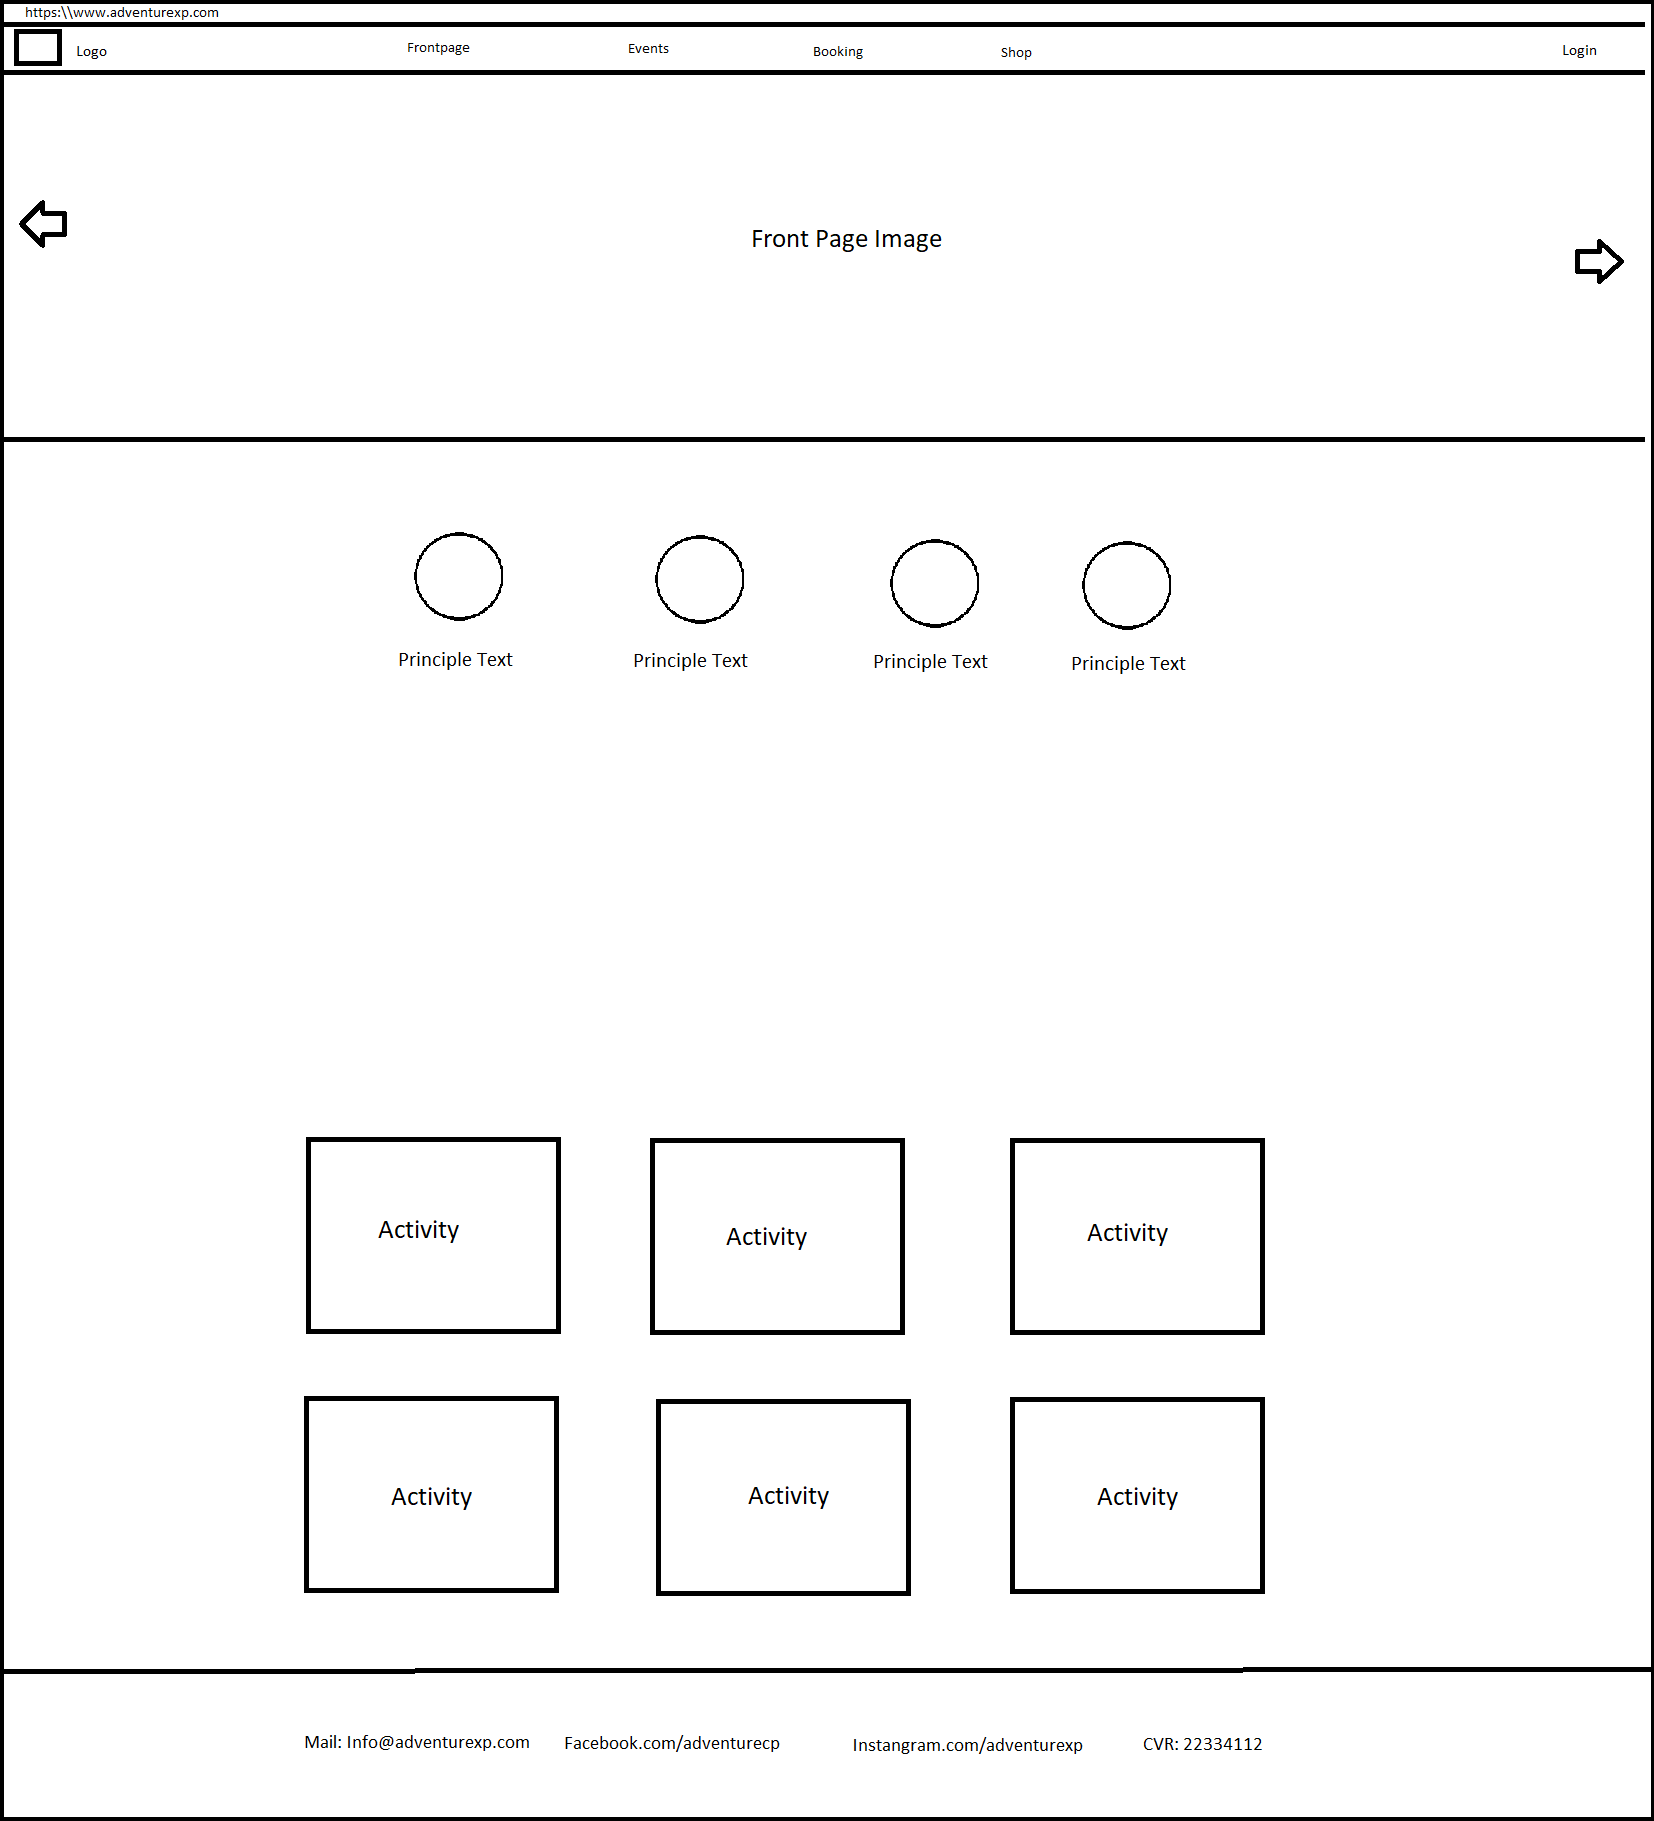 https:\\www.adventurexp.com
Logo
Frontpage
Events
Booking
Shop
Login
Front Page Image
Principle Text
Principle Text
Principle Text
Principle Text
Activity
Activity
Activity
Activity
Activity
Activity
Mail: Info@adventurexp.com
Facebook.com/adventurecp
Instangram.com/adventurexp
CVR: 22334112